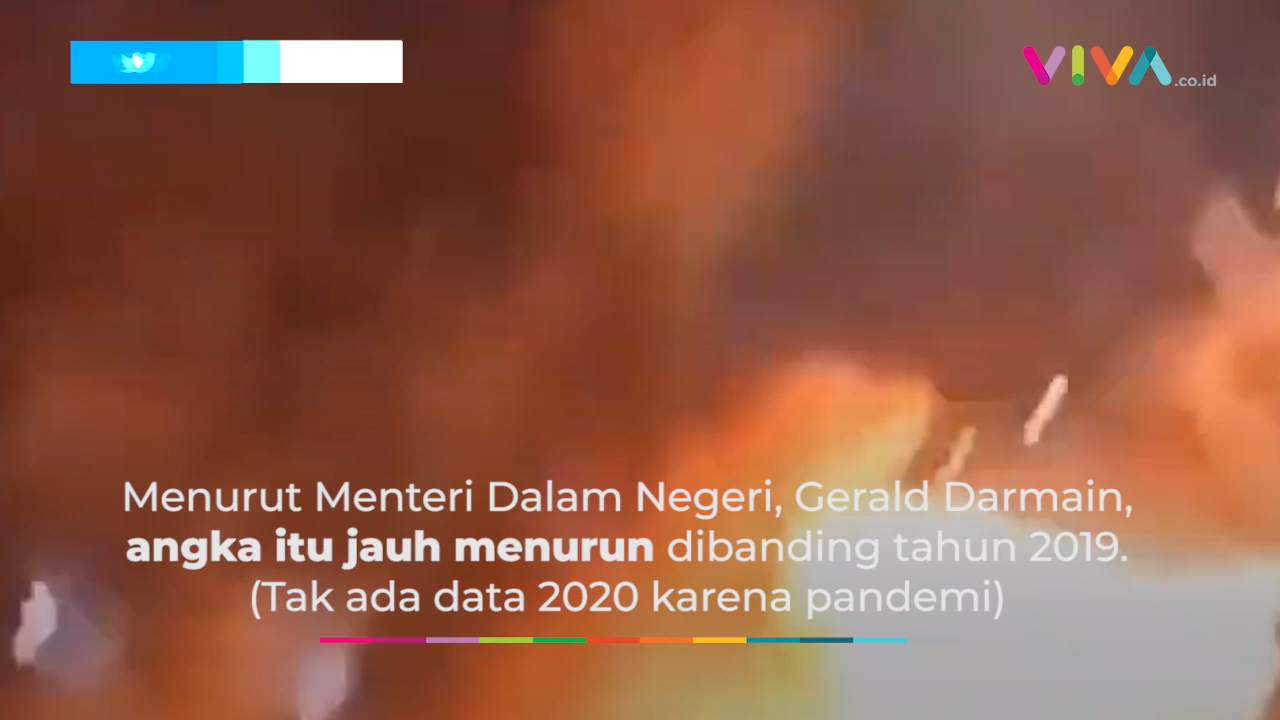 VIVA.co.id
Menurut Menteri Dalam Negeri, Gerald Darmain,
angka itu jauh menurun dibanding tahun 2019.
(Tak ada data 2020 karena pandemi)